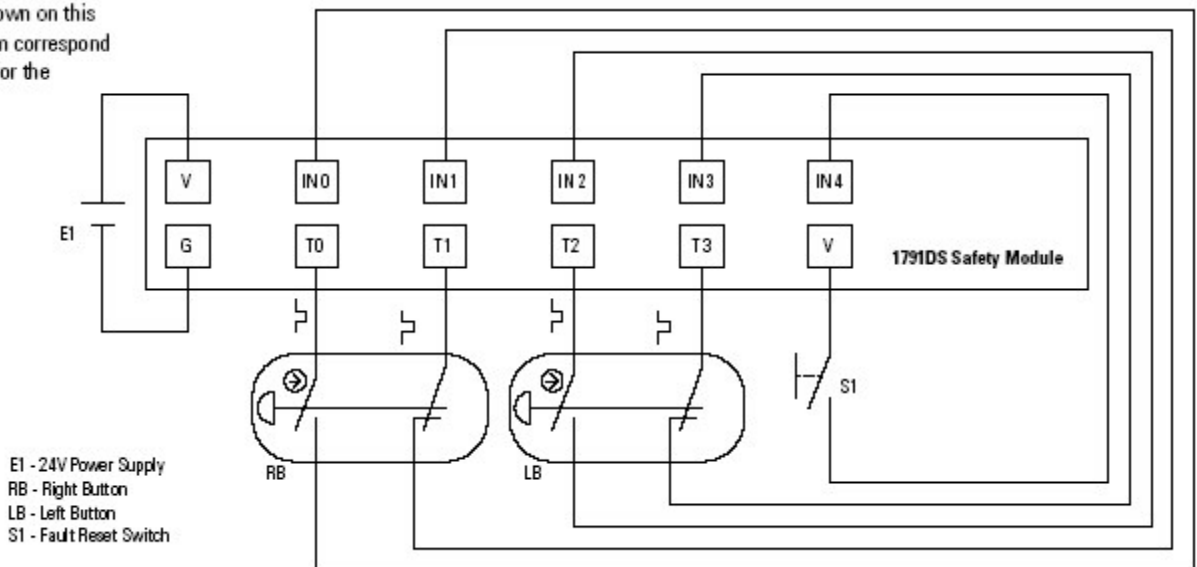 own on this
n correspond
or the
V
IN0
IN1
IN2
IN3
IN4
E1
G
T0
T1
T2
T3
V
1791DS Safety Module
S1
RB
LB
E1 - 24V Power Supply
RB - Right Button
LB - Left Button
S1 - Fault Reset Switch